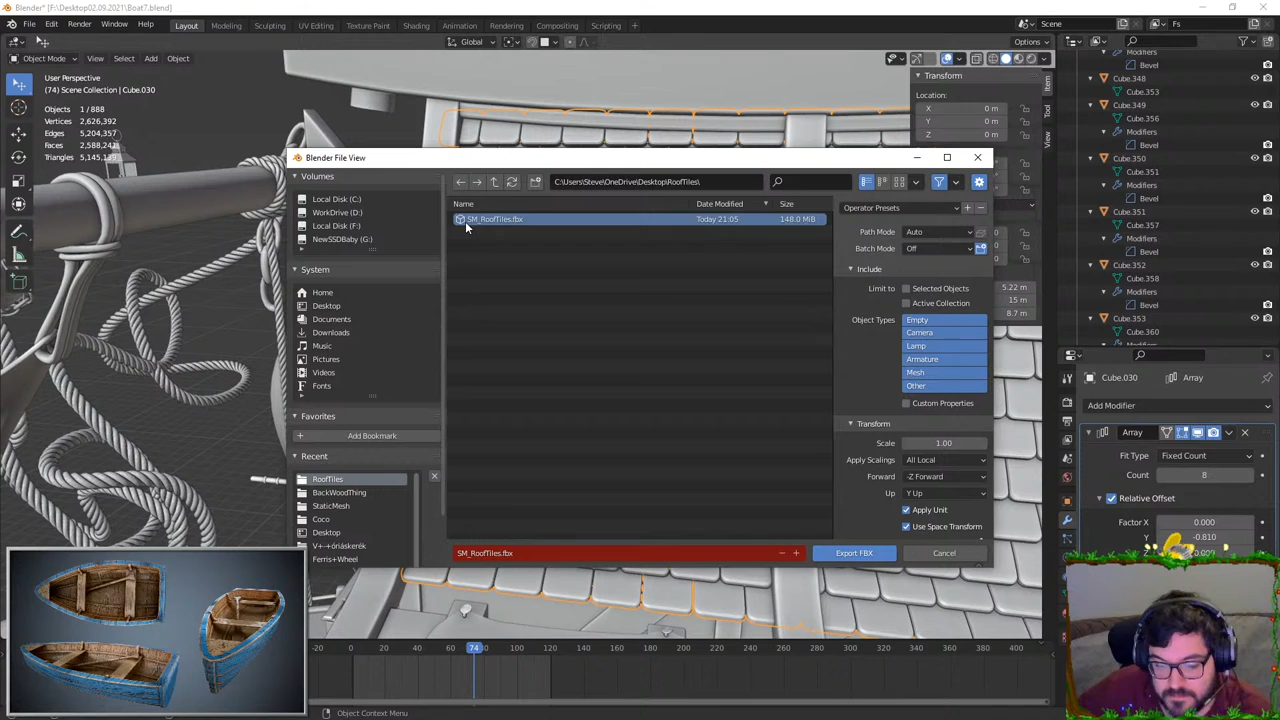 Blender* [F:\Desktop02.09.2021\Boat7.blend]
File Edit Render Window Help Layout Modeling Sculpting UV Editing Texture Paint Shading Animation Rendering Compositing Scripting + Scene Fs
Global Options
Object Mode View Select Add Object
User Perspective
(74) Scene Collection | Cube.030
Objects 1 / 888
Vertices 2,626,392
Edges 5,204,357
Faces 2,588,241
Triangles 5,145,139
Transform
Location:
X 0 m
Y 0 m
Z 0 m
Item
Tool
View
5.22 m
15 m
8.7 m
Blender File View
Volumes
Local Disk (C:)
WorkDrive (D:)
Local Disk (F:)
NewSSDBaby (G:)
System
Home
Desktop
Documents
Downloads
Music
Pictures
Videos
Fonts
Favorites
Add Bookmark
Recent
RoofTiles
BackWoodThing
StaticMesh
Coco
Desktop
V+-+óriáskerék
Ferris+Wheel
C:\Users\Steve\OneDrive\Desktop\RoofTiles\
Name Date Modified Size
SM_RoofTiles.fbx Today 21:05 148.0 MiB
SM_RoofTiles.fbx
Operator Presets
Path Mode Auto
Batch Mode Off
Include
Limit to Selected Objects
Active Collection
Object Types Empty
Camera
Lamp
Armature
Mesh
Other
Custom Properties
Transform
Scale 1.00
Apply Scalings All Local
Forward -Z Forward
Up Y Up
Apply Unit
Use Space Transform
Export FBX Cancel
Modifiers
Bevel
Cube.348
Cube.353
Cube.349
Cube.356
Modifiers
Bevel
Cube.350
Cube.358
Modifiers
Bevel
Cube.351
Cube.357
Modifiers
Bevel
Cube.352
Cube.358
Modifiers
Bevel
Cube.353
Cube.360
Modifiers
Cube.030 Array
Add Modifier
Array
Fit Type Fixed Count
Count 8
Relative Offset
Factor X 0.000
Y -0.810
-20 0 20 40 60 74 80 100 120 140 160 180 200 220 240 260 280 300 320 340 360 380 400
Object Context Menu